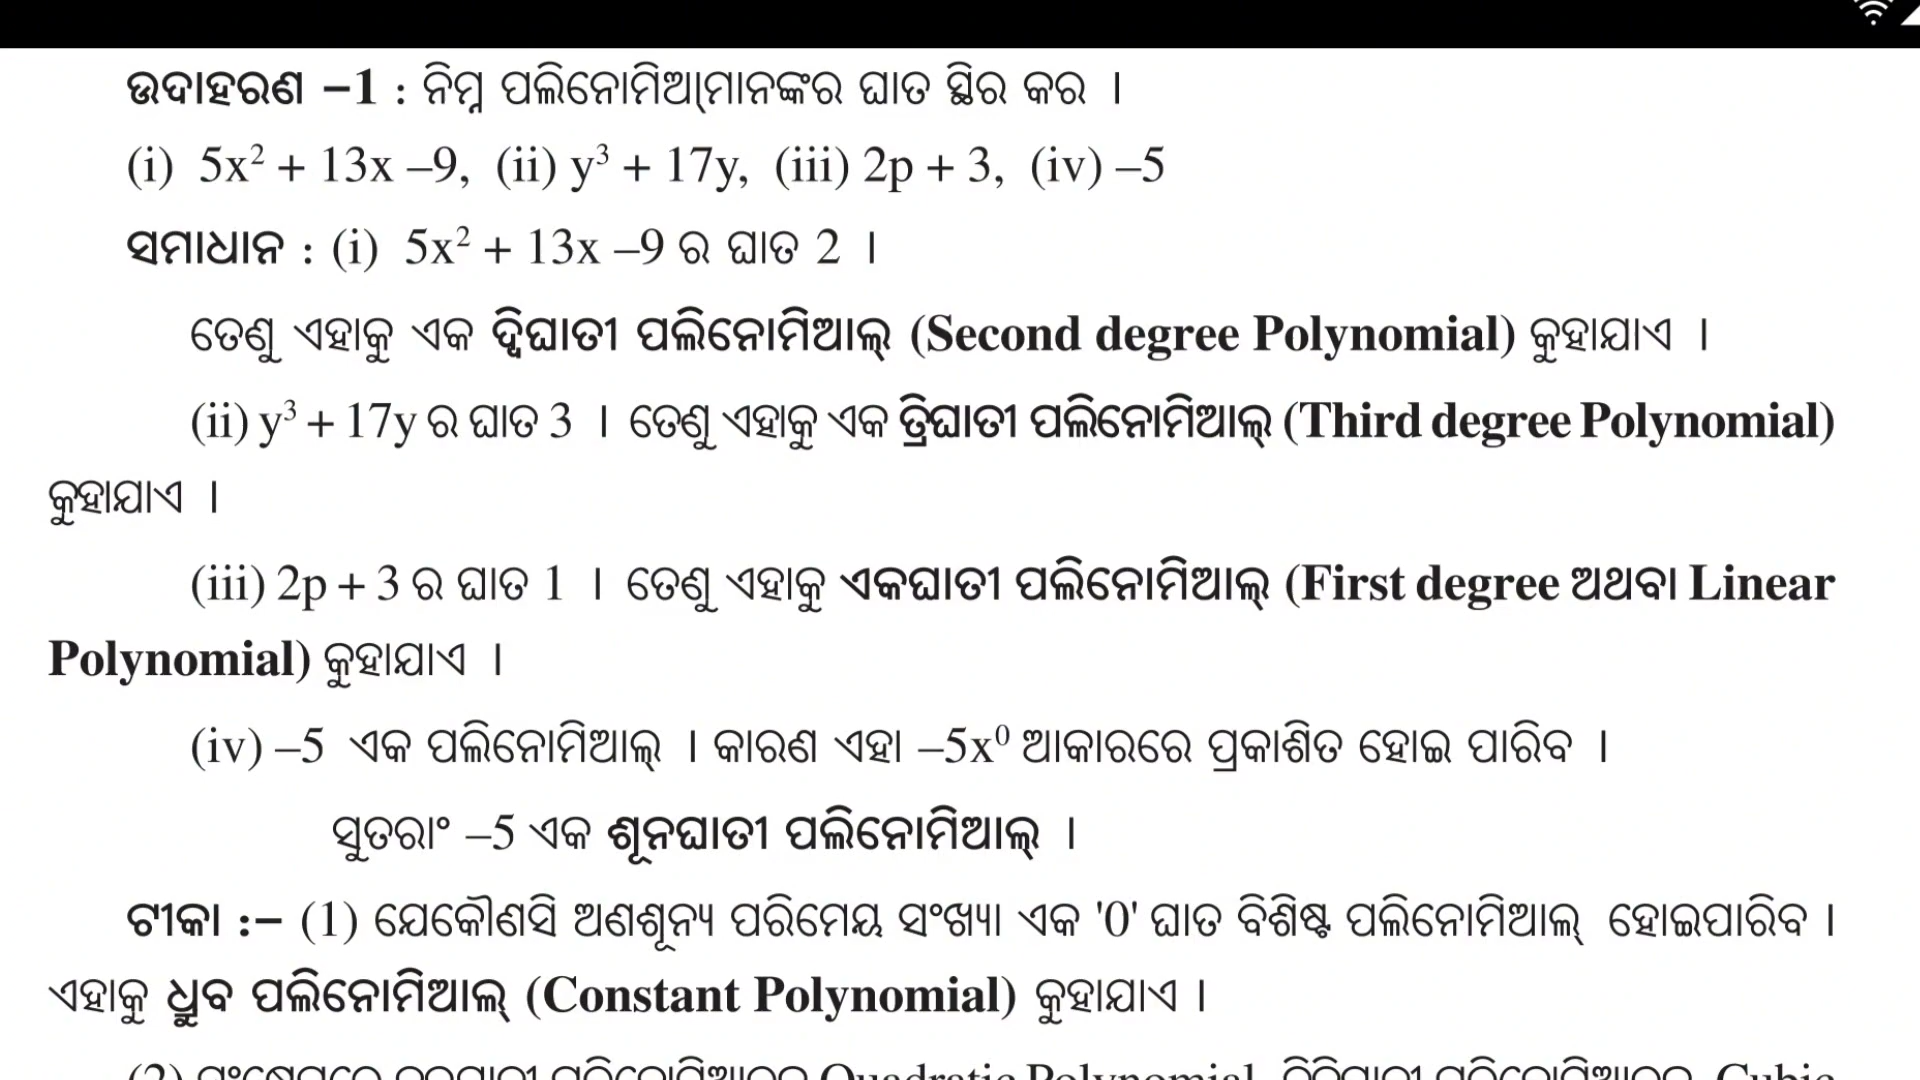 ଉଦାହରଣ –1 : ନିମ୍ନ ପଲିନୋମିଆ୍ମାନଙ୍କର ଘାତ ସ୍ଥିର କର ।
(i) 5x² + 13x –9, (ii) y³ + 17y, (iii) 2p + 3, (iv) –5
ସମାଧାନ : (i) 5x² + 13x –9 ର ଘାତ 2 ।
ତେଣୁ ଏହାକୁ ଏକ ଦ୍ୱିଘାତୀ ପଲିନୋମିଆଲ୍ (Second degree Polynomial) କୁହାଯାଏ ।
(ii) y³ + 17y ର ଘାତ 3 । ତେଣୁ ଏହାକୁ ଏକ ତ୍ରିଘାତୀ ପଲିନୋମିଆଲ୍ (Third degree Polynomial)
କୁହାଯାଏ ।
(iii) 2p + 3 ର ଘାତ 1 । ତେଣୁ ଏହାକୁ ଏକଘାତୀ ପଲିନୋମିଆଲ୍ (First degree ଅଥବା Linear
Polynomial) କୁହାଯାଏ ।
(iv) –5 ଏକ ପଲିନୋମିଆଲ୍ । କାରଣ ଏହା –5x⁰ ଆକାରରେ ପ୍ରକାଶିତ ହୋଇ ପାରିବ ।
ସୁତରାଂ –5 ଏକ ଶୂନଘାତୀ ପଲିନୋମିଆଲ୍ ।
ଟୀକା :– (1) ଯେକୌଣସି ଅଣଶୂନ୍ୟ ପରିମେୟ ସଂଖ୍ୟା ଏକ '0' ଘାତ ବିଶିଷ୍ଟ ପଲିନୋମିଆଲ୍ ହୋଇପାରିବ ।
ଏହାକୁ ଧ୍ରୁବ ପଲିନୋମିଆଲ୍ (Constant Polynomial) କୁହାଯାଏ ।
(2) Quadratic Polynomial, Cubic